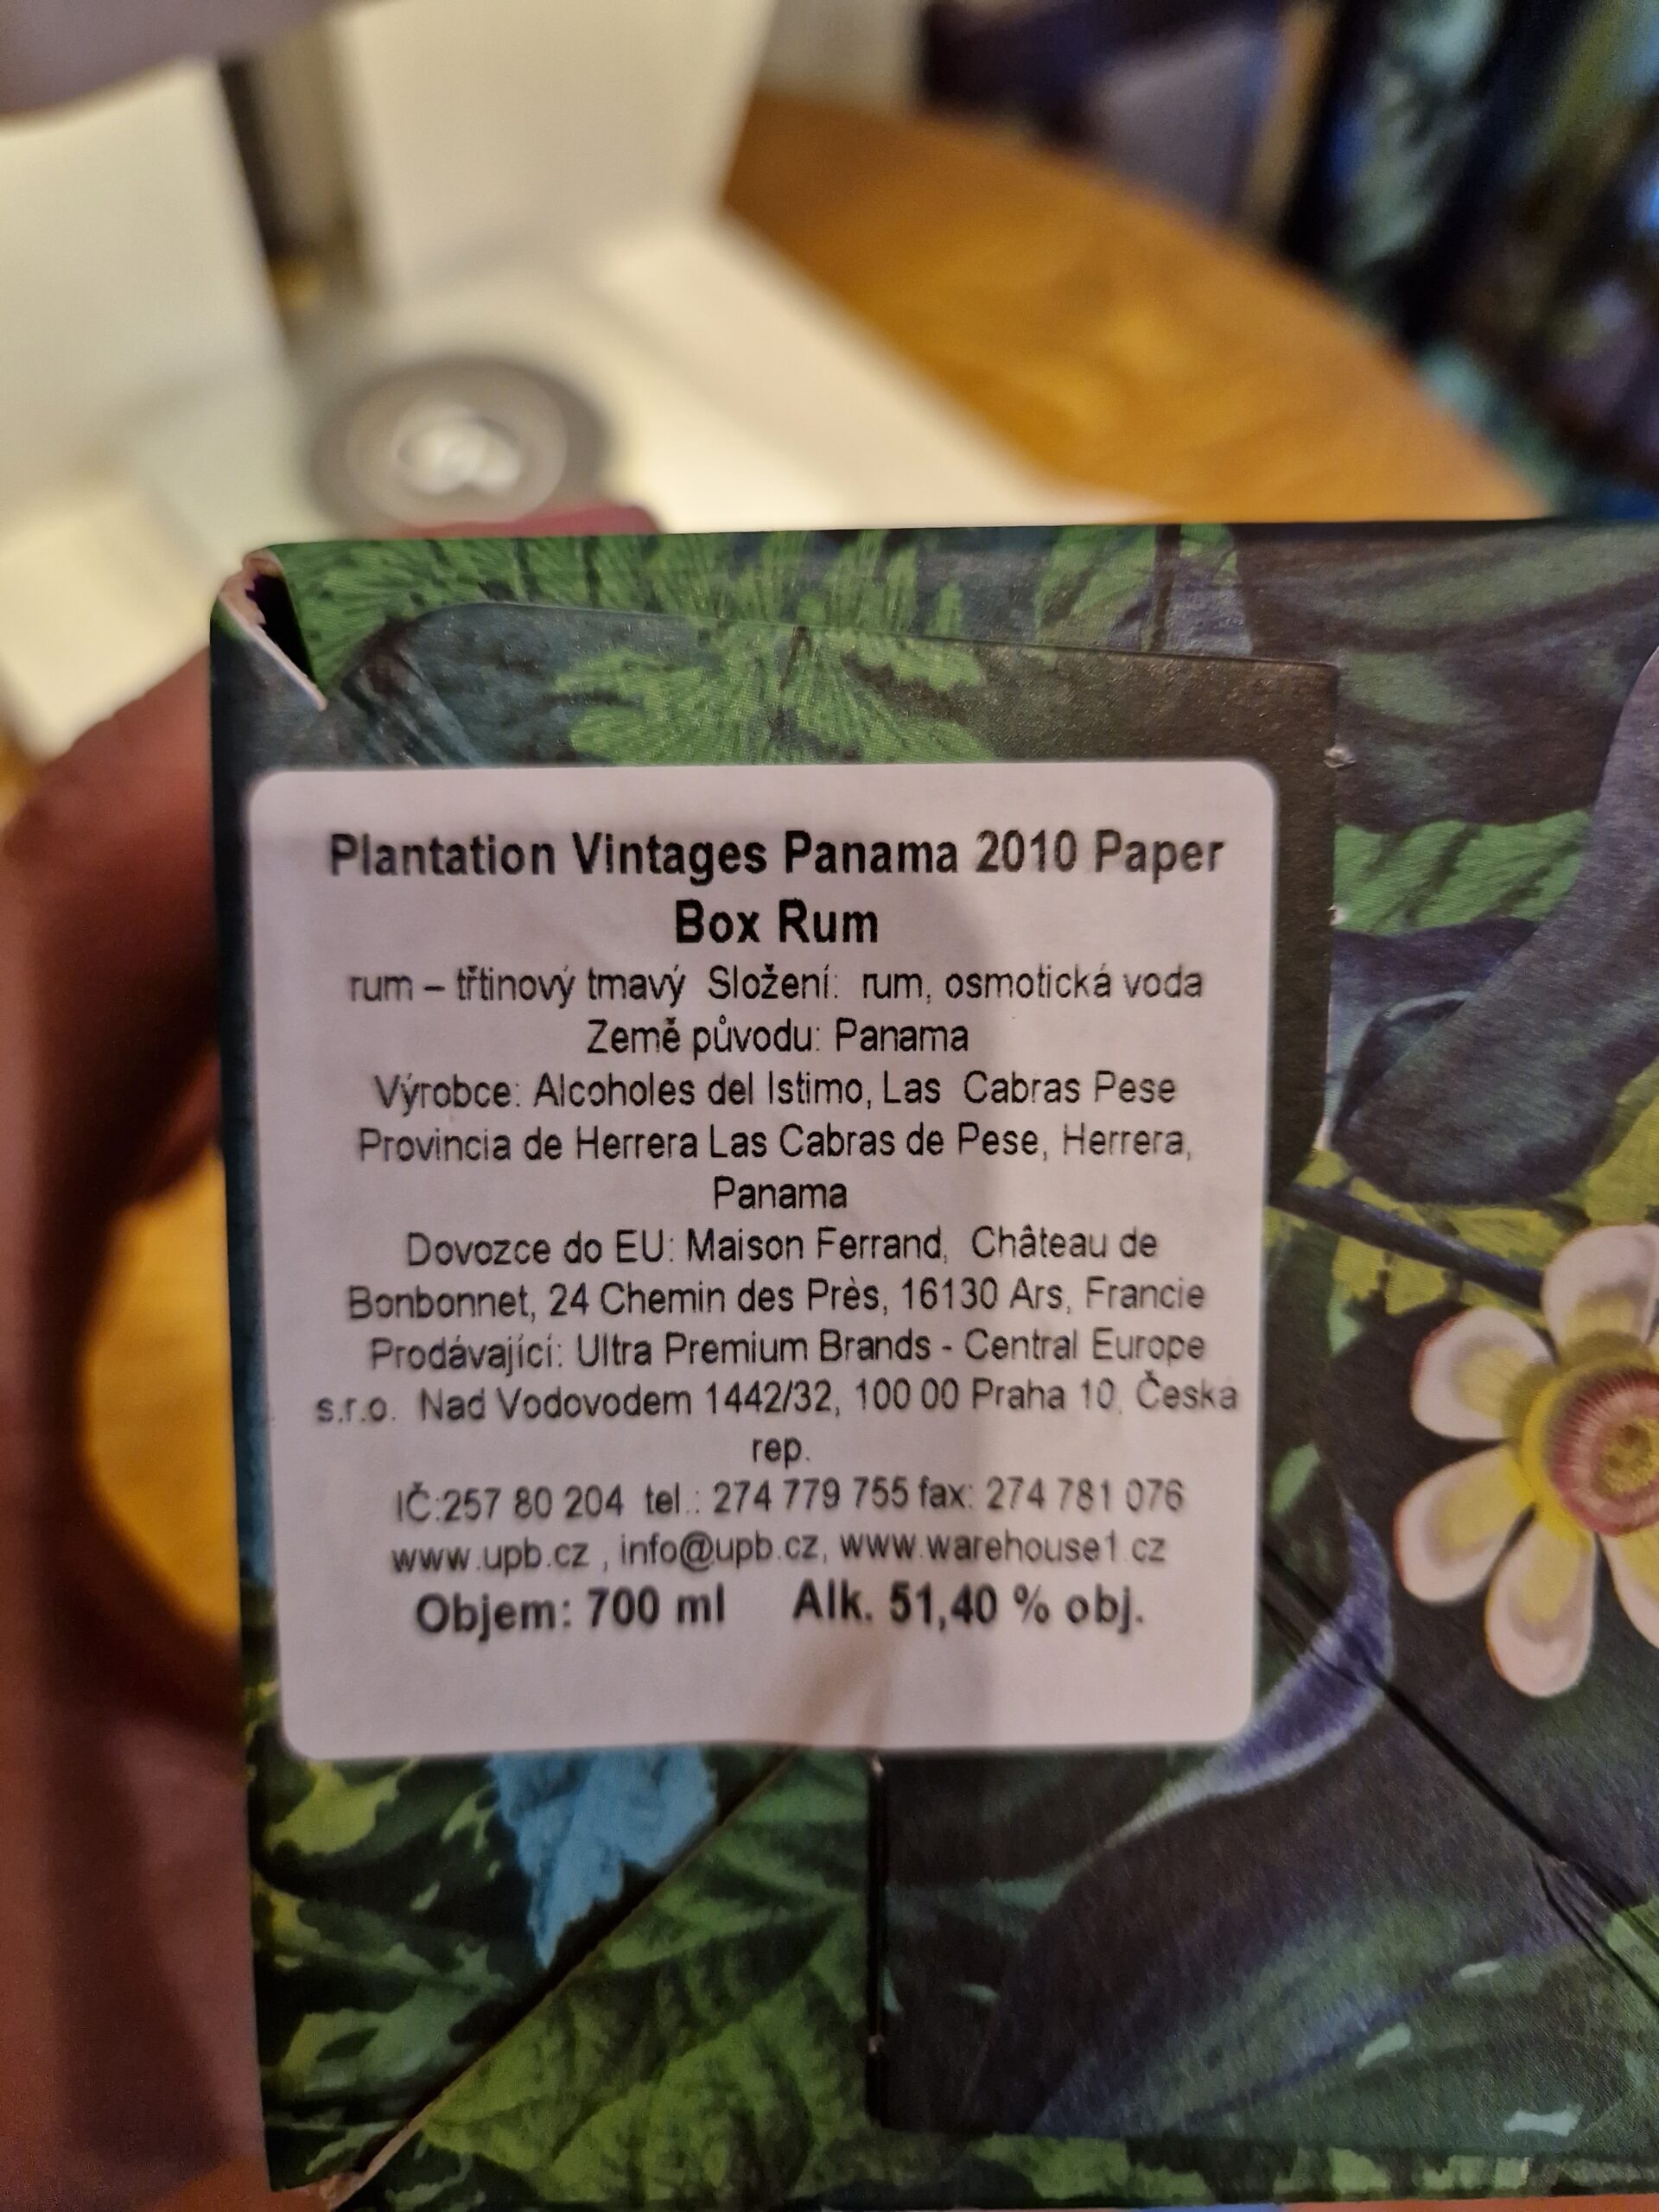 Plantation Vintages Panama 2010 Paper
Box Rum
rum – třtinový tmavý Složení: rum, osmotická voda
Země původu: Panama
Výrobce: Alcoholes del Istimo, Las Cabras Pese
Provincia de Herrera Las Cabras de Pese, Herrera,
Panama
Dovozce do EU: Maison Ferrand, Château de
Bonbonnet, 24 Chemin des Près, 16130 Ars, Francie
Prodávající: Ultra Premium Brands - Central Europe
s.r.o. Nad Vodovodem 1442/32, 100 00 Praha 10, Česka
rep.
IČ:257 80 204 tel.: 274 779 755 fax: 274 781 076
www.upb.cz , info@upb.cz, www.warehouse1.cz
Objem: 700 ml Alk. 51,40 % obj.